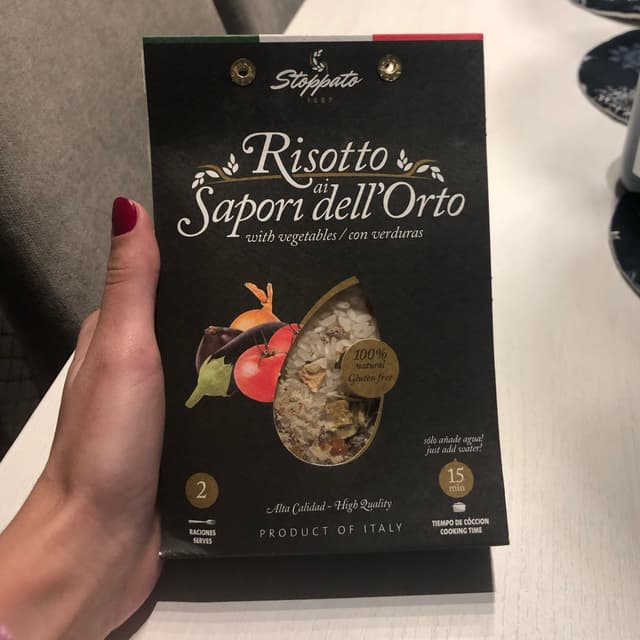 Stoppato
1887
Risotto
ai
Sapori dell'Orto
with vegetables / con verduras
100%
natural
Gluten free
sólo añade agua!
just add water!
15
min
TIEMPO DE CÓCCION
COOKING TIME
2
RACIONES
SERVES
Alta Calidad - High Quality
PRODUCT OF ITALY